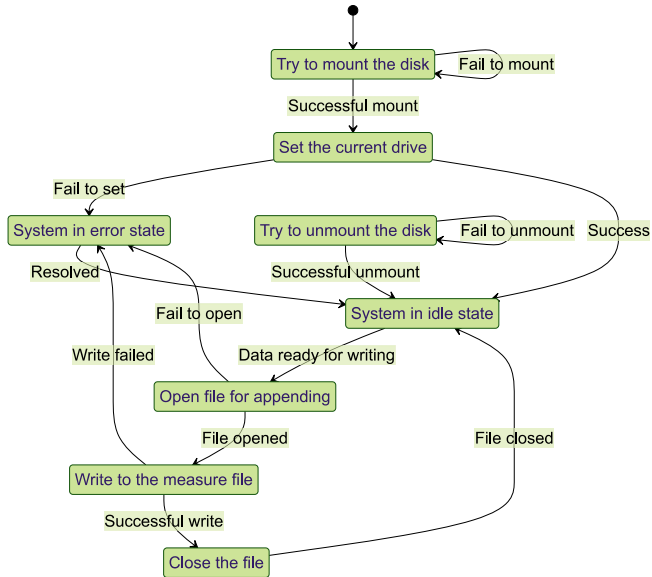 Try to mount the disk
Fail to mount
Successful mount
Set the current drive
Fail to set
System in error state
Try to unmount the disk
Fail to unmount
Success
Resolved
Successful unmount
System in idle state
Fail to open
Write failed
Data ready for writing
Open file for appending
File opened
File closed
Write to the measure file
Successful write
Close the file